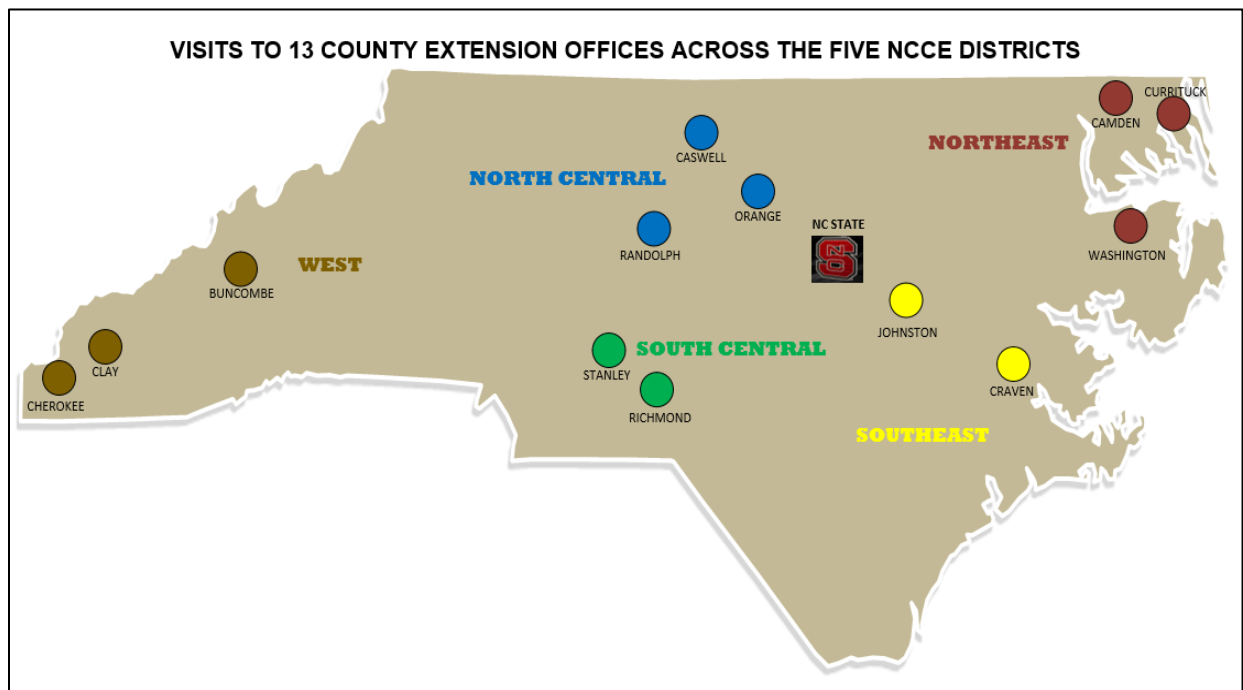 VISITS TO 13 COUNTY EXTENSION OFFICES ACROSS THE FIVE NCCE DISTRICTS
CURRITUCK
CAMDEN
NORTHEAST
CASWELL
NORTH CENTRAL
ORANGE
NC STATE
NCS
RANDOLPH
WASHINGTON
WEST
BUNCOMBE
JOHNSTON
SOUTH CENTRAL
STANLEY
CLAY
CRAVEN
CHEROKEE
RICHMOND
SOUTHEAST